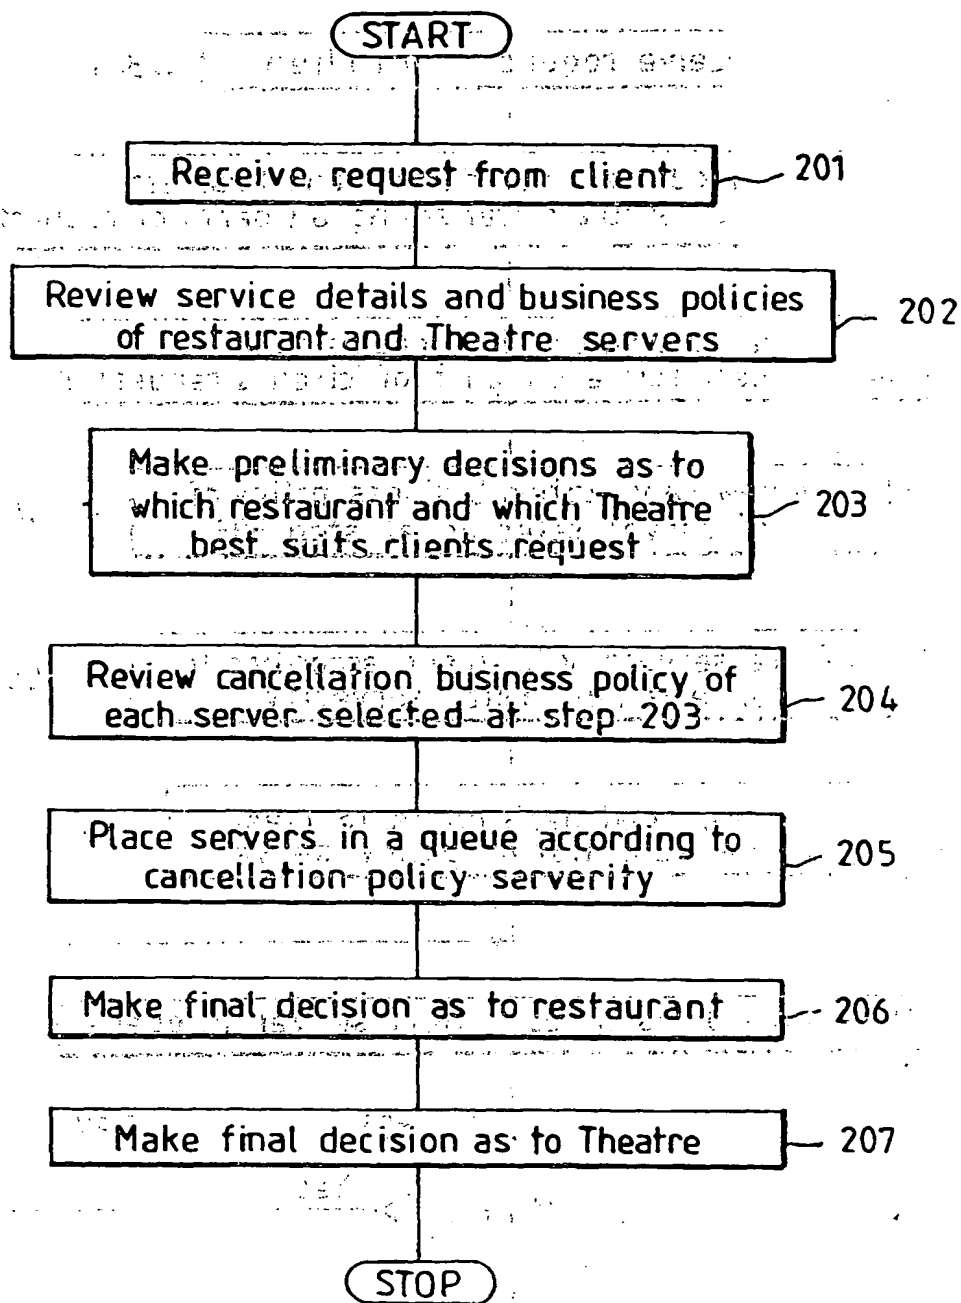 START
Receive request from client
201
Review service details and business policies
of restaurant and Theatre servers
202
Make preliminary decisions as to
which restaurant and which Theatre
best suits clients request
203
Review cancellation business policy of
each server selected at step 203
204
Place servers in a queue according to
cancellation policy serverity
205
Make final decision as to restaurant
206
Make final decision as to Theatre
207
STOP